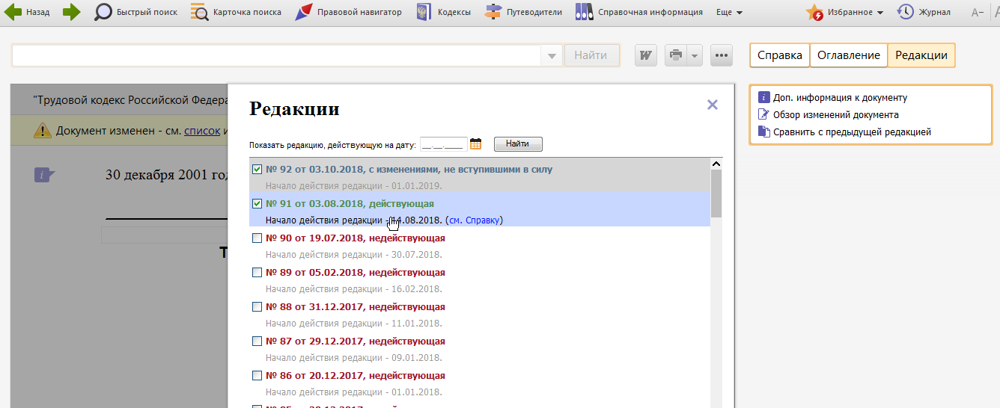 Назад Быстрый поиск Карточка поиска Правовой навигатор Кодексы Путеводители Справочная информация Еще Избранное Журнал A−
Найти W Справка Оглавление Редакции
"Трудовой кодекс Российской Федера
Документ изменен - см. список и
30 декабря 2001 го
Т
Редакции
Показать редакцию, действующую на дату: __.__.____ Найти
№ 92 от 03.10.2018, с изменениями, не вступившими в силу
Начало действия редакции - 01.01.2019.
№ 91 от 03.08.2018, действующая
Начало действия редакции - 14.08.2018. (см. Справку)
№ 90 от 19.07.2018, недействующая
Начало действия редакции - 30.07.2018.
№ 89 от 05.02.2018, недействующая
Начало действия редакции - 16.02.2018.
№ 88 от 31.12.2017, недействующая
Начало действия редакции - 11.01.2018.
№ 87 от 29.12.2017, недействующая
Начало действия редакции - 09.01.2018.
№ 86 от 20.12.2017, недействующая
Начало действия редакции - 01.01.2018.
Доп. информация к документу
Обзор изменений документа
Сравнить с предыдущей редакцией